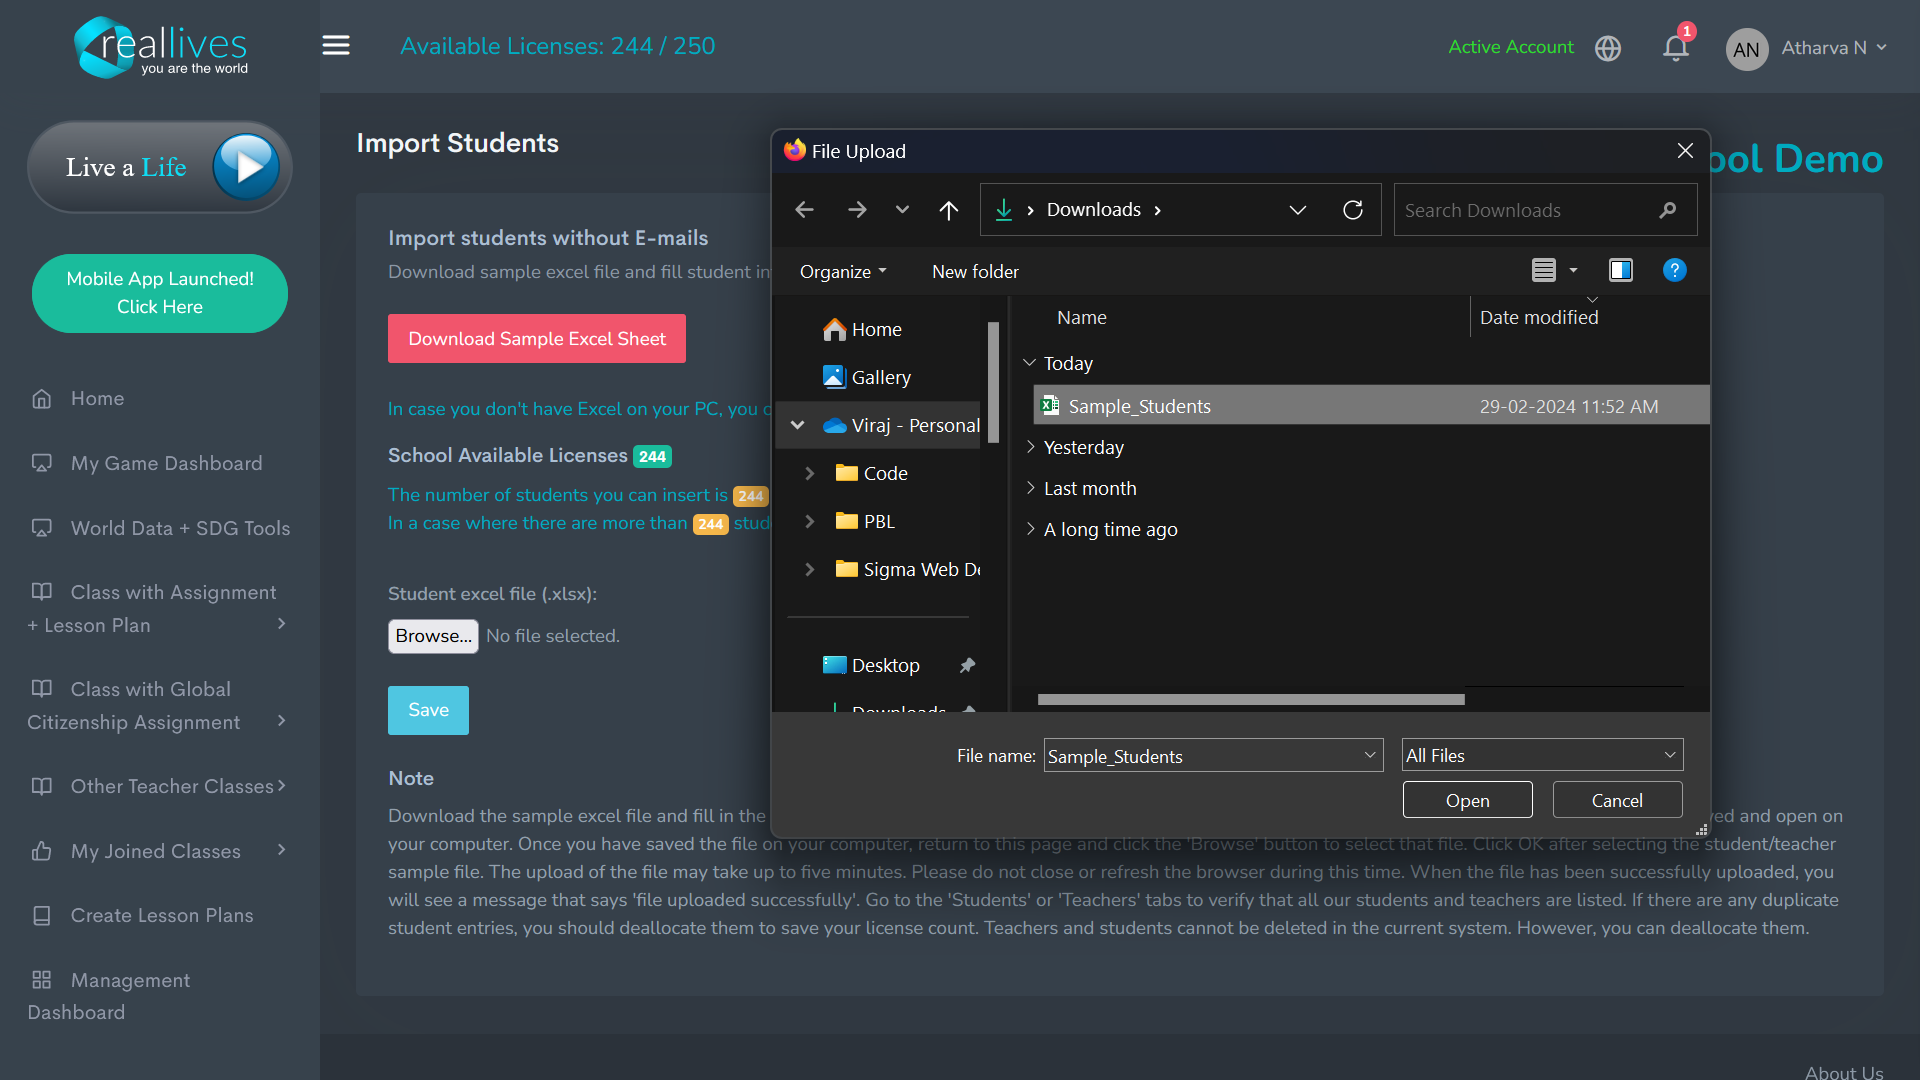 reallives
you are the world
Available Licenses: 244 / 250
Active Account
1
AN
Atharva N
Live a Life
Mobile App Launched!
Click Here
Home
My Game Dashboard
World Data + SDG Tools
Class with Assignment
+ Lesson Plan
Class with Global
Citizenship Assignment
Other Teacher Classes
My Joined Classes
Create Lesson Plans
Management
Dashboard
Import Students
ool Demo
Import students without E-mails
Download sample excel file and fill student in
Download Sample Excel Sheet
In case you don't have Excel on your PC, you c
School Available Licenses 244
The number of students you can insert is 244
In a case where there are more than 244 stud
Student excel file (.xlsx):
Browse... No file selected.
Save
Note
Download the sample excel file and fill in the
ved and open on
your computer. Once you have saved the file on your computer, return to this page and click the 'Browse' button to select that file. Click OK after selecting the student/teacher
sample file. The upload of the file may take up to five minutes. Please do not close or refresh the browser during this time. When the file has been successfully uploaded, you
will see a message that says 'file uploaded successfully'. Go to the 'Students' or 'Teachers' tabs to verify that all our students and teachers are listed. If there are any duplicate
student entries, you should deallocate them to save your license count. Teachers and students cannot be deleted in the current system. However, you can deallocate them.
File Upload
Downloads
Search Downloads
Organize
New folder
?
Home
Gallery
Viraj - Personal
Code
PBL
Sigma Web De
Desktop
Downloads
Name
Date modified
Today
Sample_Students
29-02-2024 11:52 AM
Yesterday
Last month
A long time ago
File name: Sample_Students
All Files
Open
Cancel
About Us